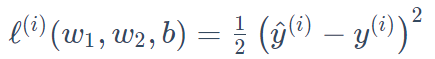 ℓ⁽ⁱ⁾(w₁, w₂, b) = ½ (ŷ⁽ⁱ⁾ − y⁽ⁱ⁾)²